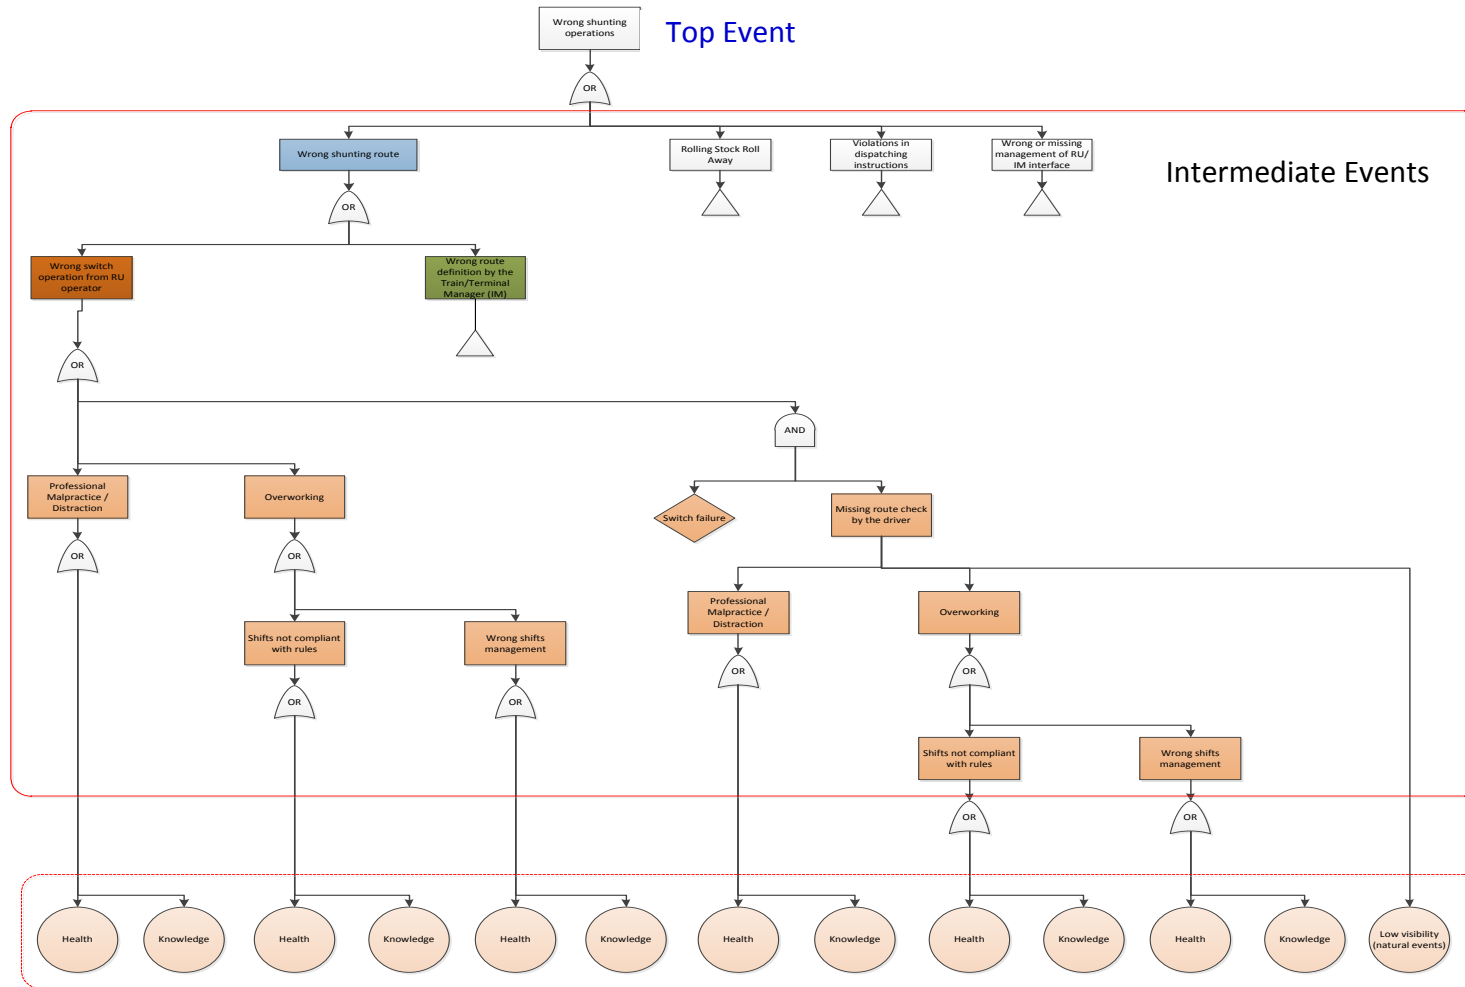 Wrong shunting
operations
Top Event
OR
Wrong shunting route
Rolling Stock Roll
Away
Violations in
dispatching
instructions
Wrong or missing
management of RU/
IM interface
Intermediate Events
OR
Wrong switch
operation from RU
operator
Wrong route
definition by the
Train/Terminal
Manager (IM)
OR
AND
Professional
Malpractice /
Distraction
Overworking
Switch failure
Missing route check
by the driver
OR
OR
Professional
Malpractice /
Distraction
Overworking
Shifts not compliant
with rules
Wrong shifts
management
OR
OR
OR
OR
Shifts not compliant
with rules
Wrong shifts
management
OR
OR
Health
Knowledge
Health
Knowledge
Health
Knowledge
Health
Knowledge
Health
Knowledge
Health
Knowledge
Low visibility
(natural events)